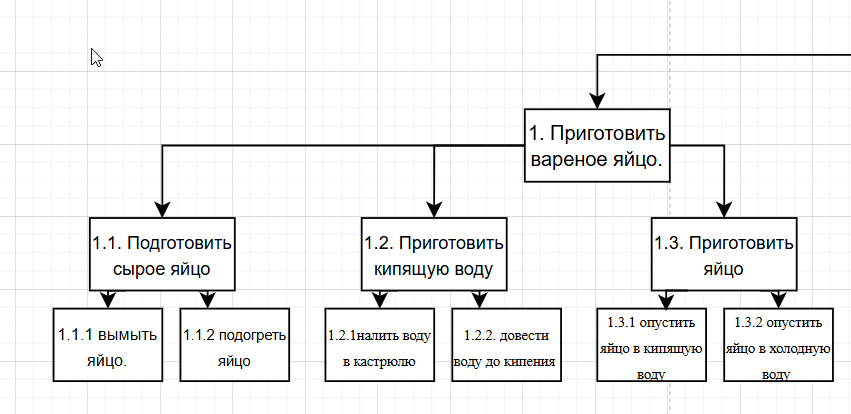 1. Приготовить
вареное яйцо.
1.1. Подготовить
сырое яйцо
1.2. Приготовить
кипящую воду
1.3. Приготовить
яйцо
1.1.1 вымыть
яйцо.
1.1.2 подогреть
яйцо
1.2.1налить воду
в кастрюлю
1.2.2. довести
воду до кипения
1.3.1 опустить
яйцо в кипящую
воду
1.3.2 опустить
яйцо в холодную
воду